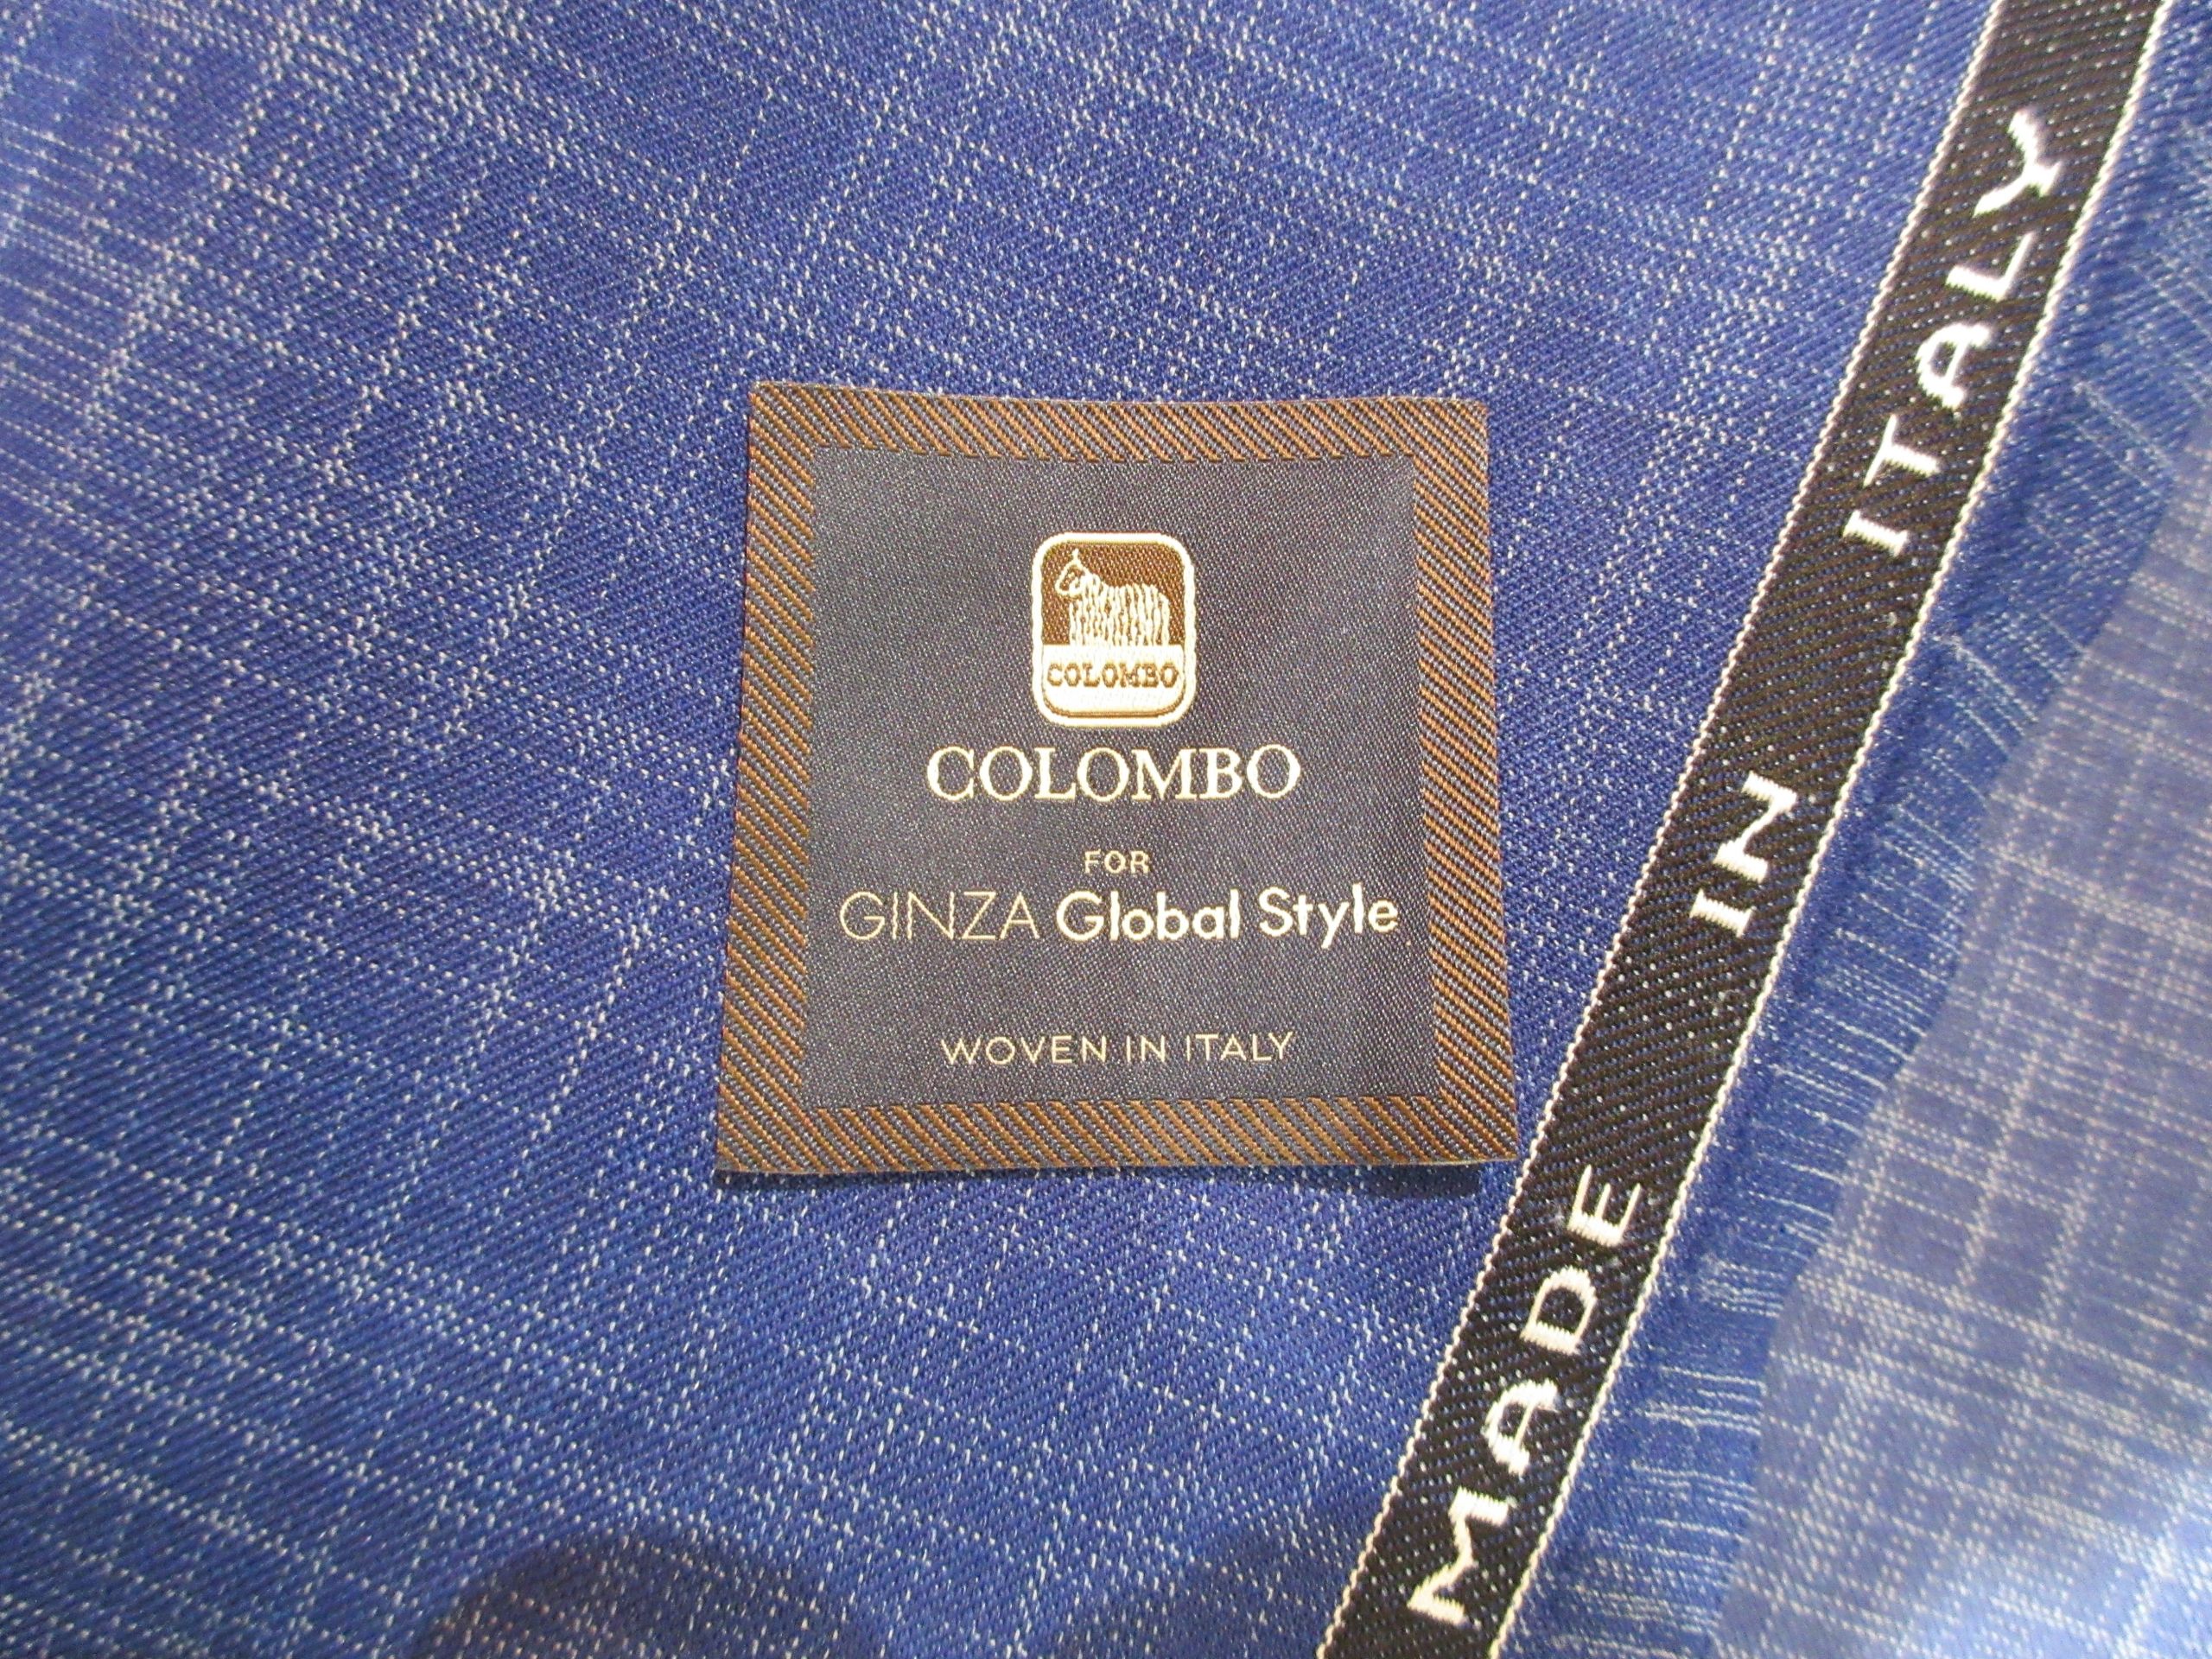 COLOMBO
COLOMBO
FOR
GINZA Global Style
WOVEN IN ITALY
MADE IN ITALY